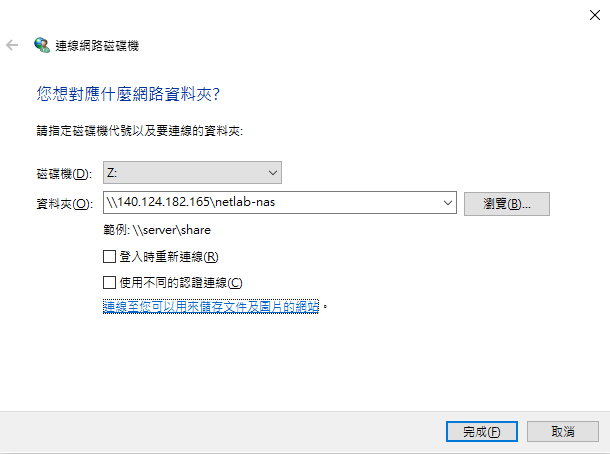 連線網路磁碟機
您想對應什麼網路資料夾?
請指定磁碟機代號以及要連線的資料夾:
磁碟機(D): Z:
資料夾(O): \\140.124.182.165\netlab-nas 瀏覽(B)...
範例: \\server\share
登入時重新連線(R)
使用不同的認證連線(C)
連線至您可以用來儲存文件及圖片的網站。
完成(F) 取消